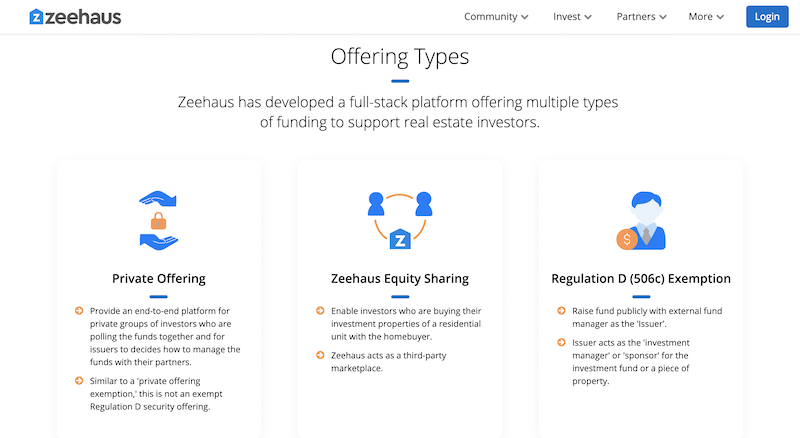 zeehaus
Community
Invest
Partners
More
Login
Offering Types
Zeehaus has developed a full-stack platform offering multiple types
of funding to support real estate investors.
Private Offering
Provide an end-to-end platform for
private groups of investors who are
polling the funds together and for
issuers to decides how to manage the
funds with their partners.
Similar to a 'private offering
exemption,' this is not an exempt
Regulation D security offering.
Z
Zeehaus Equity Sharing
Enable investors who are buying their
investment properties of a residential
unit with the homebuyer.
Zeehaus acts as a third-party
marketplace.
$
Regulation D (506c) Exemption
Raise fund publicly with external fund
manager as the 'Issuer'.
Issuer acts as the 'investment
manager' or 'sponsor' for the
investment fund or a piece of
property.